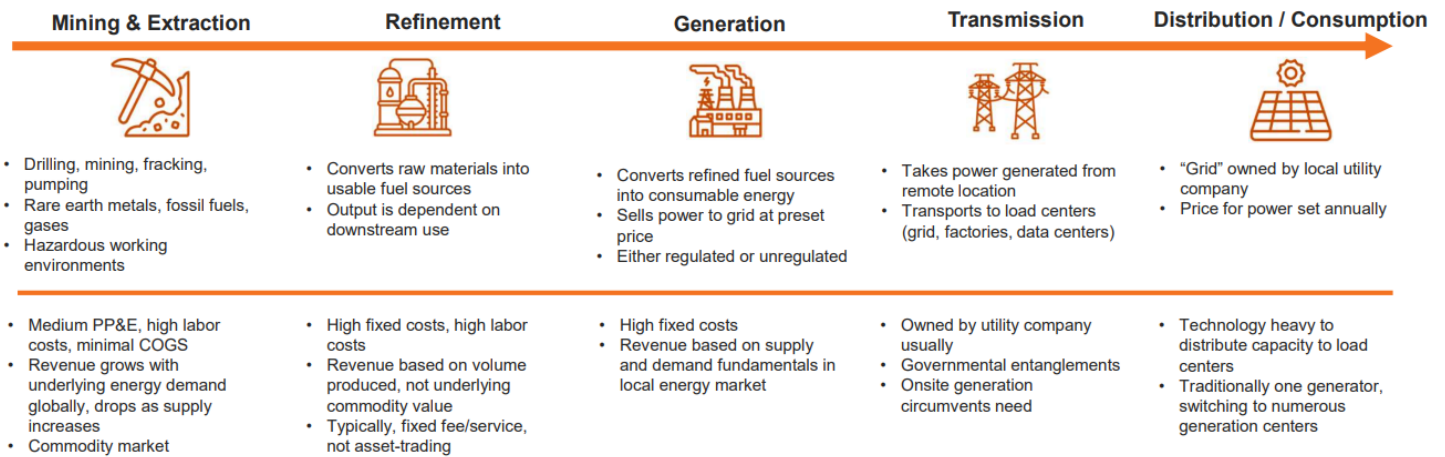 Mining & Extraction
Refinement
Generation
Transmission
Distribution / Consumption
• Drilling, mining, fracking,
pumping
• Rare earth metals, fossil fuels,
gases
• Hazardous working
environments
• Converts raw materials into
usable fuel sources
• Output is dependent on
downstream use
• Converts refined fuel sources
into consumable energy
• Sells power to grid at preset
price
• Either regulated or unregulated
• Takes power generated from
remote location
• Transports to load centers
(grid, factories, data centers)
• “Grid” owned by local utility
company
• Price for power set annually
• Medium PP&E, high labor
costs, minimal COGS
• Revenue grows with
underlying energy demand
globally, drops as supply
increases
• Commodity market
• High fixed costs, high labor
costs
• Revenue based on volume
produced, not underlying
commodity value
• Typically, fixed fee/service,
not asset-trading
• High fixed costs
• Revenue based on supply
and demand fundamentals in
local energy market
• Owned by utility company
usually
• Governmental entanglements
• Onsite generation
circumvents need
• Technology heavy to
distribute capacity to load
centers
• Traditionally one generator,
switching to numerous
generation centers